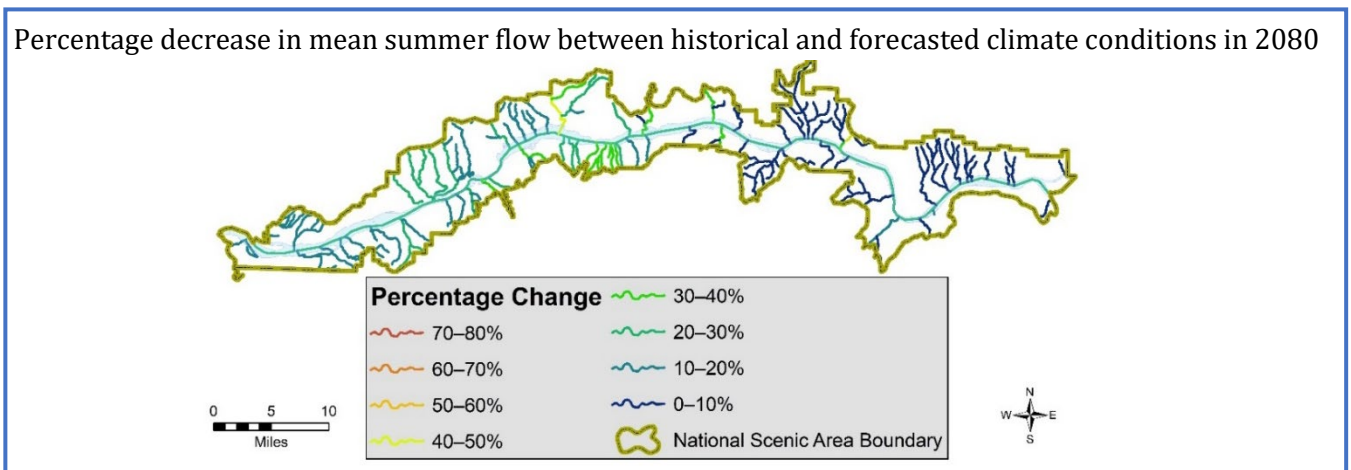 Percentage decrease in mean summer flow between historical and forecasted climate conditions in 2080
Percentage Change
70–80%
60–70%
50–60%
40–50%
30–40%
20–30%
10–20%
0–10%
National Scenic Area Boundary
0 5 10
Miles
N
W E
S